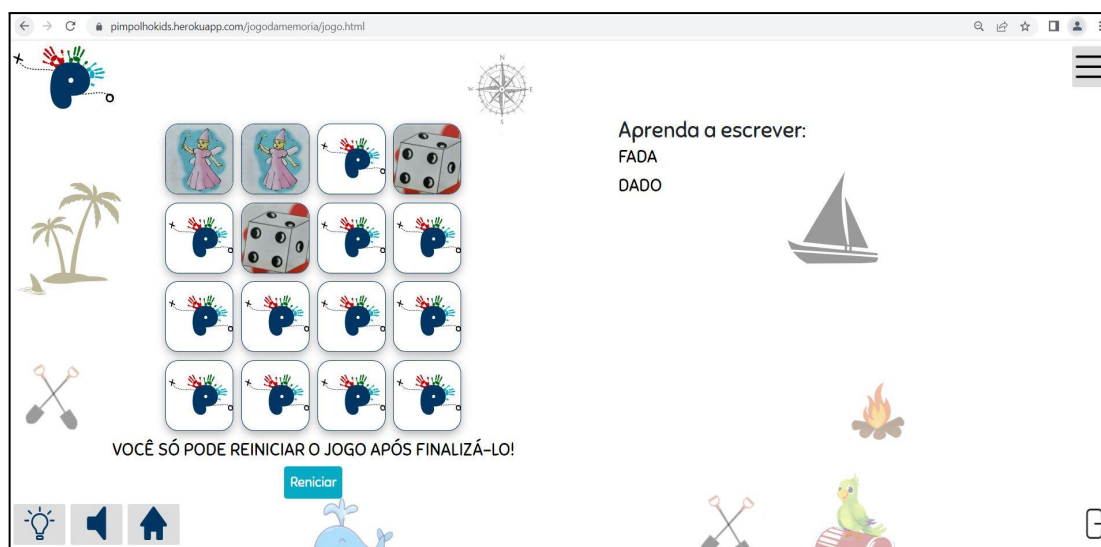 pimpolhokids.herokuapp.com/jogodamemoria/jogo.html
N
W E
S
Aprenda a escrever:
FADA
DADO
VOCÊ SÓ PODE REINICIAR O JOGO APÓS FINALIZÁ-LO!
Reniciar